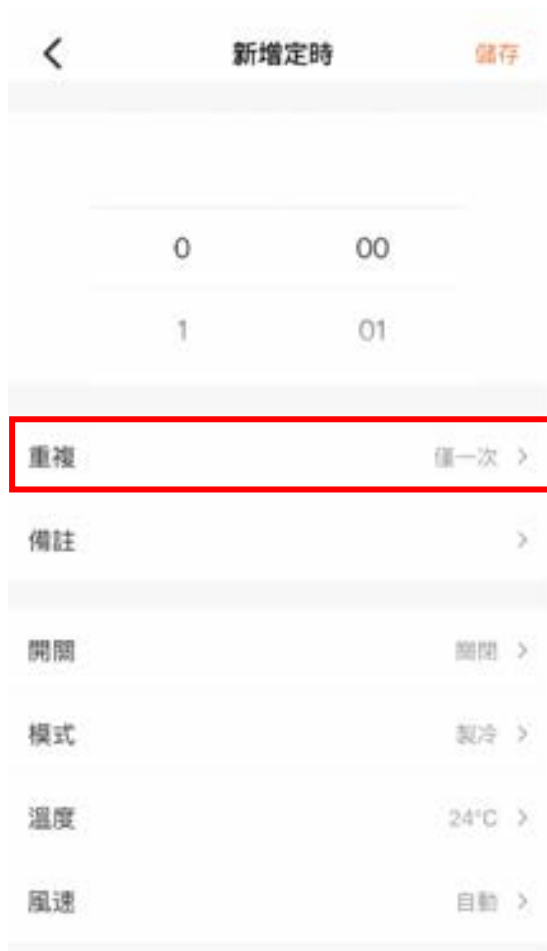 新增定時 儲存
0 00
1 01
重複 僅一次
備註
開關 關閉
模式 製冷
溫度 24°C
風速 自動